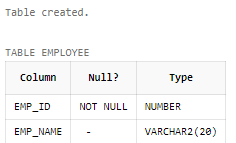 Table created.
TABLE EMPLOYEE
Column Null? Type
EMP_ID NOT NULL NUMBER
EMP_NAME - VARCHAR2(20)